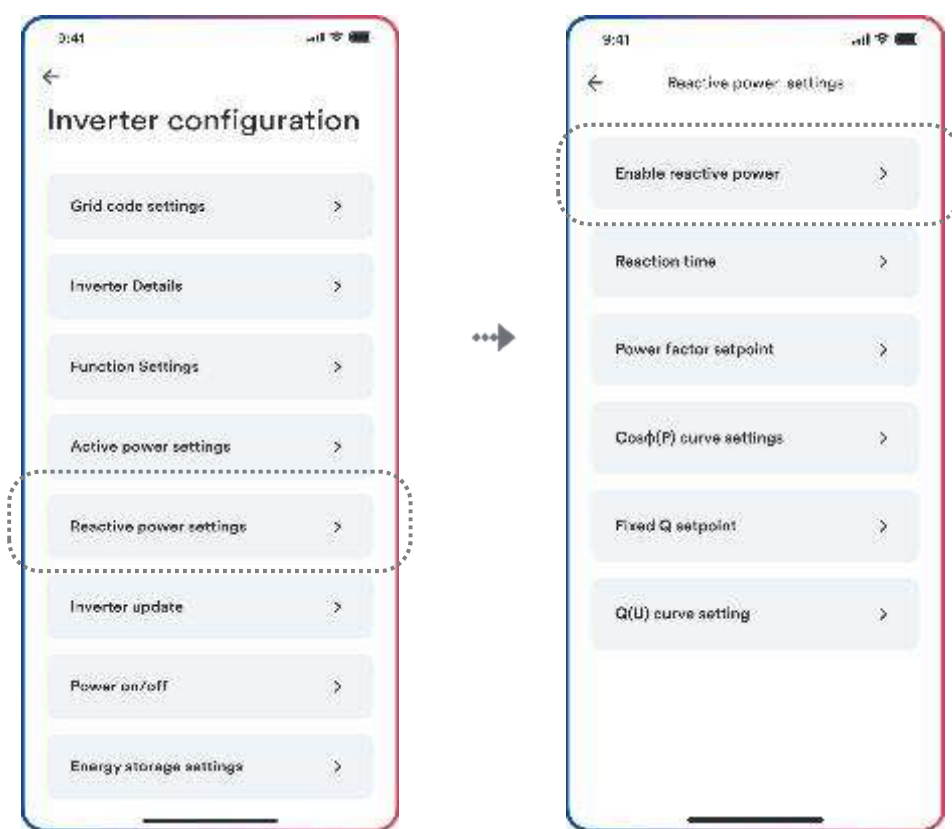 9:41
Inverter configuration
Grid code settings
Inverter Details
Function Settings
Active power settings
Reactive power settings
Inverter update
Power on/off
Energy storage settings
9:41
Reactive power settings
Enable reactive power
Reaction time
Power factor setpoint
Cosϕ(P) curve settings
Fixed Q setpoint
Q(U) curve setting